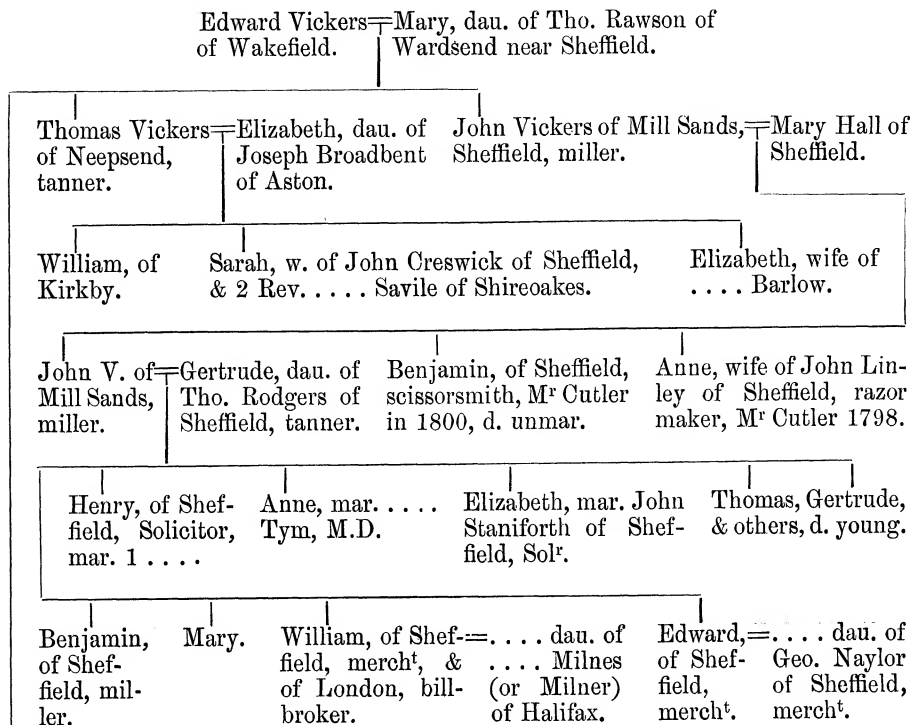 Edward Vickers=Mary, dau. of Tho. Rawson of
of Wakefield. Wardsend near Sheffield.
Thomas Vickers=Elizabeth, dau. of
of Neepsend, Joseph Broadbent
tanner. of Aston.
John Vickers of Mill Sands,=Mary Hall of
Sheffield, miller. Sheffield.
William, of
Kirkby.
Sarah, w. of John Creswick of Sheffield,
& 2 Rev. . . . . . Savile of Shireoakes.
Elizabeth, wife of
. . . . Barlow.
John V. of=Gertrude, dau. of
Mill Sands, Tho. Rodgers of
miller. Sheffield, tanner.
Benjamin, of Sheffield,
scissorsmith, Mʳ Cutler
in 1800, d. unmar.
Anne, wife of John Lin-
ley of Sheffield, razor
maker, Mʳ Cutler 1798.
Henry, of Shef-
field, Solicitor,
mar. 1 . . . .
Anne, mar. . . . . .
Tym, M.D.
Elizabeth, mar. John
Staniforth of Shef-
field, Solʳ.
Thomas, Gertrude,
& others, d. young.
Benjamin,
of Shef-
field, mil-
ler.
Mary.
William, of Shef-=. . . . dau. of
field, merchᵗ, & . . . . Milnes
of London, bill- (or Milner)
broker. of Halifax.
Edward,=. . . . dau. of
of Shef- Geo. Naylor
field, of Sheffield,
merchᵗ. merchᵗ.